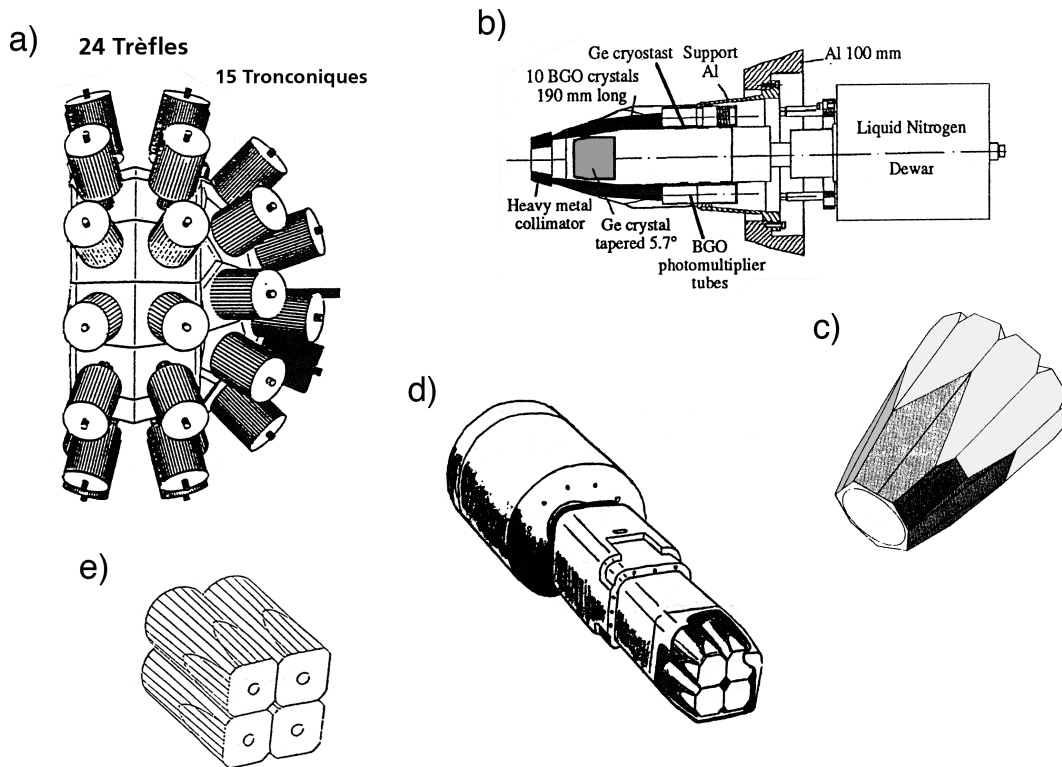 a)
24 Trèfles
15 Tronconiques
b)
Ge cryostast
Support
Al
Al 100 mm
10 BGO crystals
190 mm long
Liquid Nitrogen
Dewar
Heavy metal
collimator
Ge crystal
tapered 5.7°
BGO
photomultiplier
tubes
c)
d)
e)